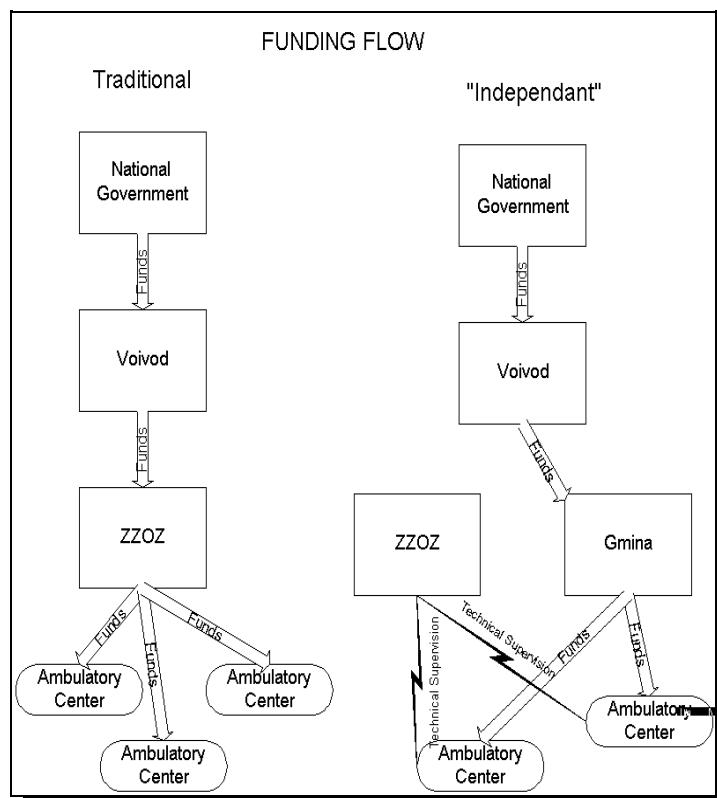 FUNDING FLOW
Traditional
National
Government
Funds
Voivod
Funds
ZZOZ
Funds
Funds
Funds
Ambulatory
Center
Ambulatory
Center
Ambulatory
Center
"Independant"
National
Government
Funds
Voivod
Funds
ZZOZ
Gmina
Technical Supervision
Technical Supervision
Funds
Funds
Ambulatory
Center
Ambulatory
Center